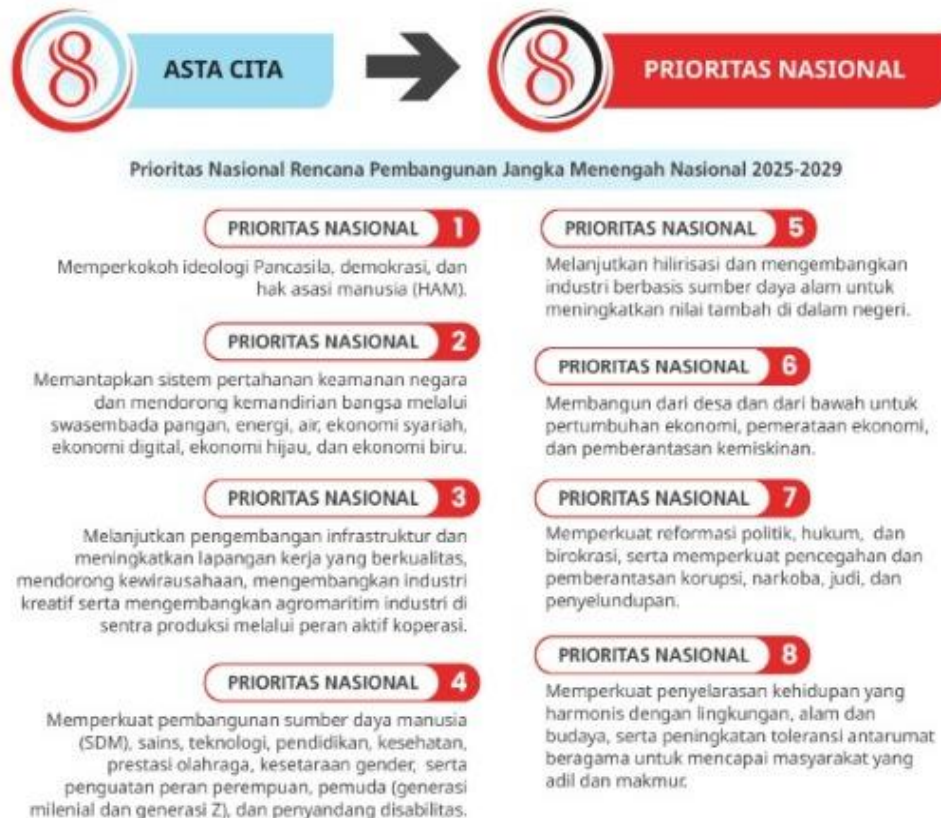 8 ASTA CITA
8 PRIORITAS NASIONAL
Prioritas Nasional Rencana Pembangunan Jangka Menengah Nasional 2025-2029
PRIORITAS NASIONAL 1
Memperkokoh ideologi Pancasila, demokrasi, dan
hak asasi manusia (HAM).
PRIORITAS NASIONAL 2
Memantapkan sistem pertahanan keamanan negara
dan mendorong kemandirian bangsa melalui
swasembada pangan, energi, air, ekonomi syariah,
ekonomi digital, ekonomi hijau, dan ekonomi biru.
PRIORITAS NASIONAL 3
Melanjutkan pengembangan infrastruktur dan
meningkatkan lapangan kerja yang berkualitas,
mendorong kewirausahaan, mengembangkan industri
kreatif serta mengembangkan agromaritim industri di
sentra produksi melalui peran aktif koperasi.
PRIORITAS NASIONAL 4
Memperkuat pembangunan sumber daya manusia
(SDM), sains, teknologi, pendidikan, kesehatan,
prestasi olahraga, kesetaraan gender, serta
penguatan peran perempuan, pemuda (generasi
milenial dan generasi Z), dan penyandang disabilitas.
PRIORITAS NASIONAL 5
Melanjutkan hilirisasi dan mengembangkan
industri berbasis sumber daya alam untuk
meningkatkan nilai tambah di dalam negeri.
PRIORITAS NASIONAL 6
Membangun dari desa dan dari bawah untuk
pertumbuhan ekonomi, pemerataan ekonomi,
dan pemberantasan kemiskinan.
PRIORITAS NASIONAL 7
Memperkuat reformasi politik, hukum, dan
birokrasi, serta memperkuat pencegahan dan
pemberantasan korupsi, narkoba, judi, dan
penyelundupan.
PRIORITAS NASIONAL 8
Memperkuat penyelarasan kehidupan yang
harmonis dengan lingkungan, alam dan
budaya, serta peningkatan toleransi antarumat
beragama untuk mencapai masyarakat yang
adil dan makmur.